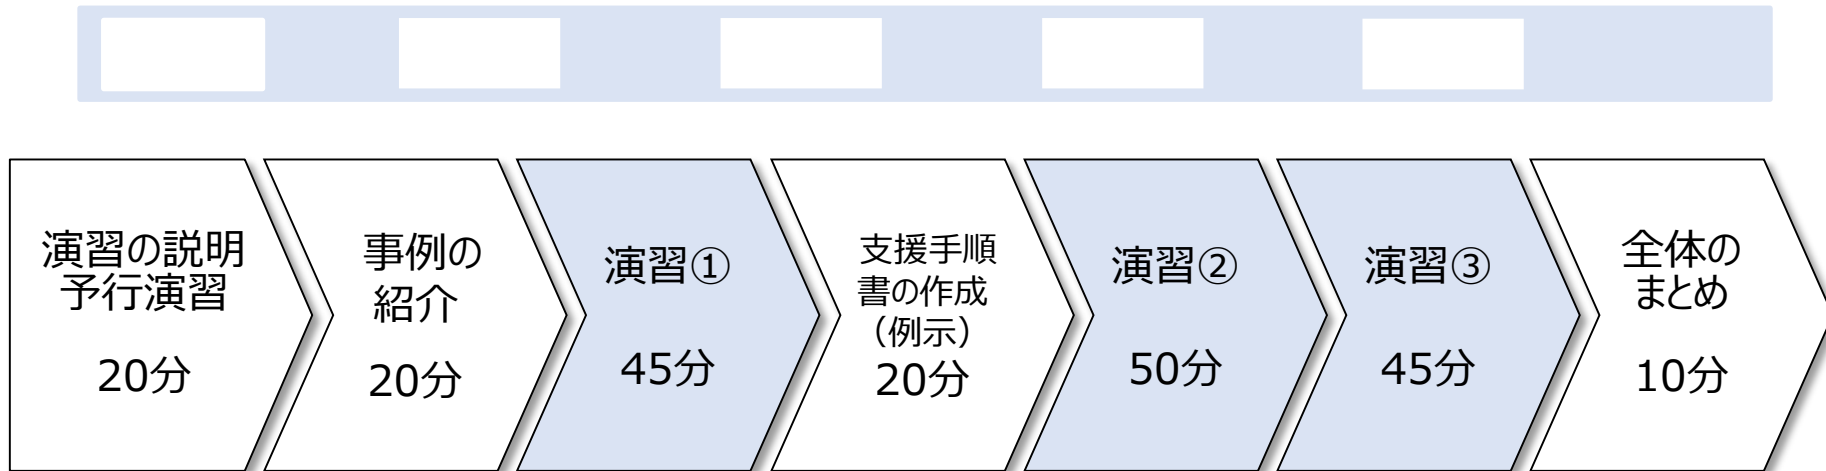 演習の説明
予行演習
20分
事例の
紹介
20分
演習①
45分
支援手順
書の作成
（例示）
20分
演習②
50分
演習③
45分
全体の
まとめ
10分